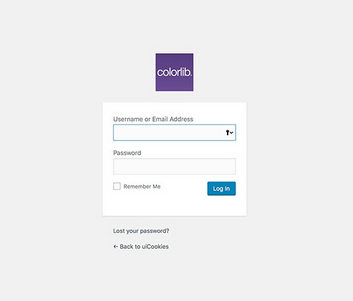 colorlib.
Username or Email Address
Password
Remember Me
Log In
Lost your password?
← Back to uiCookies